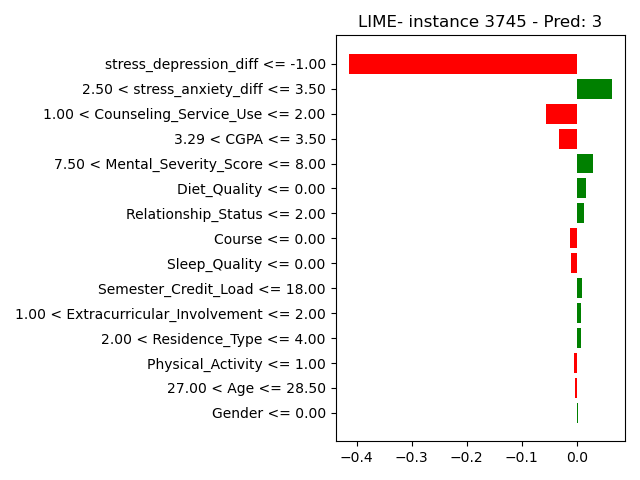 LIME- instance 3745 - Pred: 3
stress_depression_diff <= -1.00
2.50 < stress_anxiety_diff <= 3.50
1.00 < Counseling_Service_Use <= 2.00
3.29 < CGPA <= 3.50
7.50 < Mental_Severity_Score <= 8.00
Diet_Quality <= 0.00
Relationship_Status <= 2.00
Course <= 0.00
Sleep_Quality <= 0.00
Semester_Credit_Load <= 18.00
1.00 < Extracurricular_Involvement <= 2.00
2.00 < Residence_Type <= 4.00
Physical_Activity <= 1.00
27.00 < Age <= 28.50
Gender <= 0.00
−0.4 −0.3 −0.2 −0.1 0.0